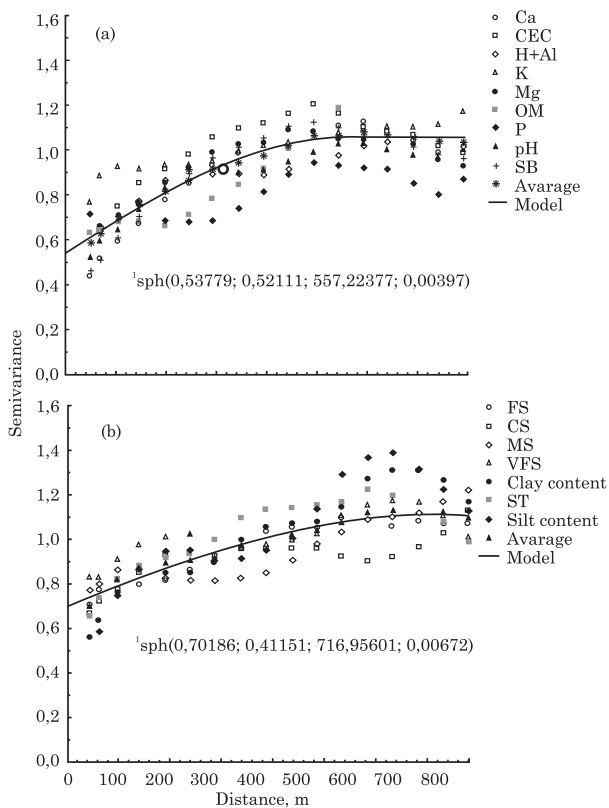 1,6
1,4
1,2
1,0
0,8
0,6
0,4
0,2
0,0
(a)
Ca
CEC
H+Al
K
Mg
OM
P
pH
SB
Avarage
Model
¹sph(0,53779; 0,52111; 557,22377; 0,00397)
Semivariance
1,6
1,4
1,2
1,0
0,8
0,6
0,4
0,2
0,0
(b)
FS
CS
MS
VFS
Clay content
ST
Silt content
Avarage
Model
¹sph(0,70186; 0,41151; 716,95601; 0,00672)
0 100 200 300 400 500 600 700 800
Distance, m